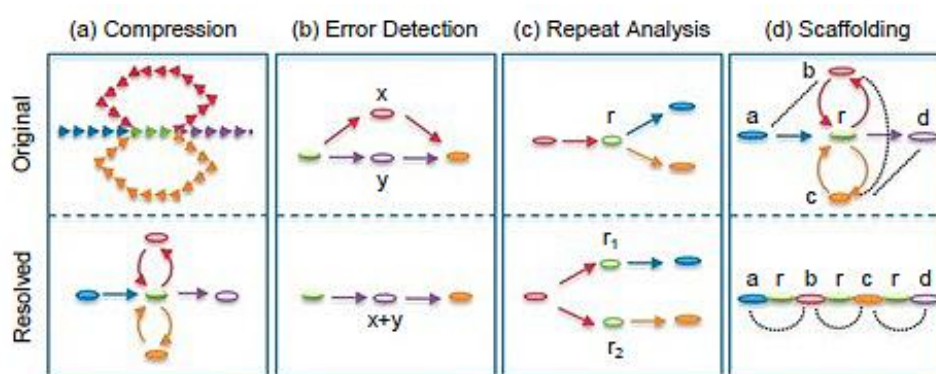 (a) Compression (b) Error Detection (c) Repeat Analysis (d) Scaffolding
Original
x
y
r
b
a r d
c
Resolved
x+y
r1
r2
a r b r c r d